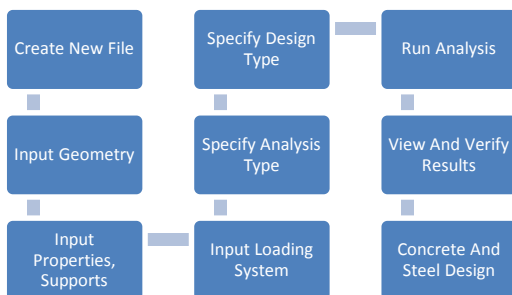 Create New File
Input Geometry
Input
Properties,
Supports
Input Loading
System
Specify Analysis
Type
Specify Design
Type
Run Analysis
View And Verify
Results
Concrete And
Steel Design